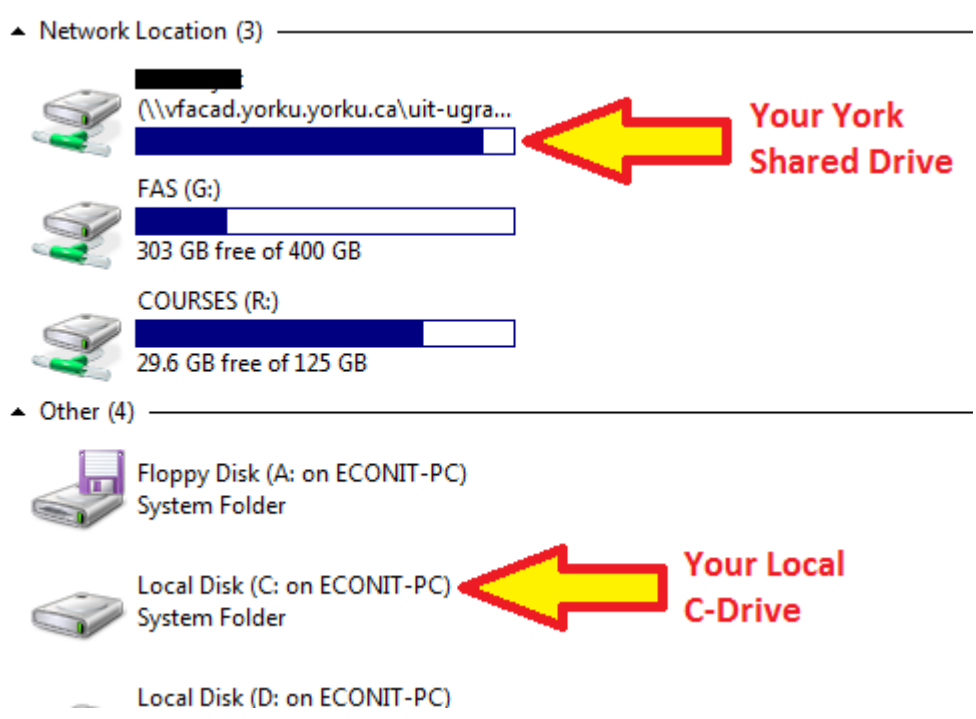 Network Location (3)
(\\vfacad.yorku.yorku.ca\uit-ugra...
Your York
Shared Drive
FAS (G:)
303 GB free of 400 GB
COURSES (R:)
29.6 GB free of 125 GB
Other (4)
Floppy Disk (A: on ECONIT-PC)
System Folder
Local Disk (C: on ECONIT-PC)
System Folder
Your Local
C-Drive
Local Disk (D: on ECONIT-PC)